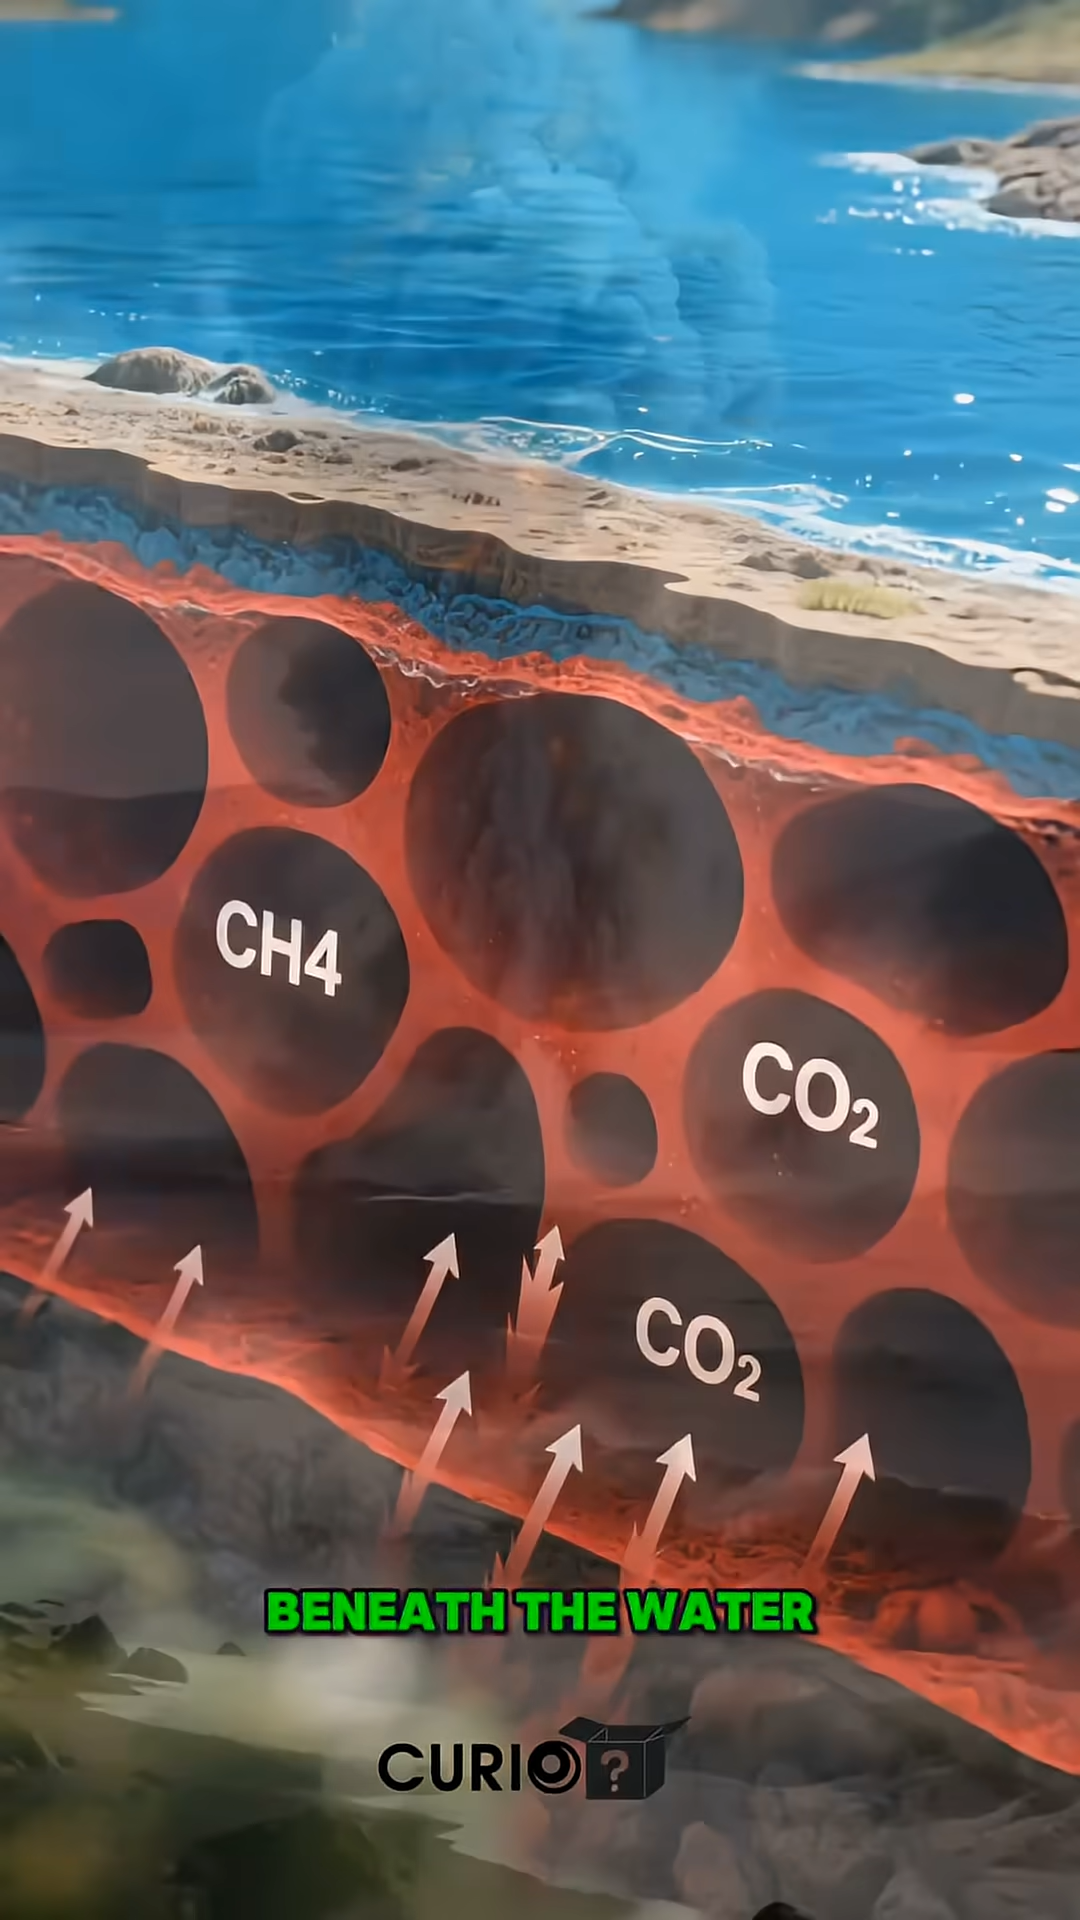 CH4
CO₂
CO₂
BENEATH THE WATER
CURIO
?